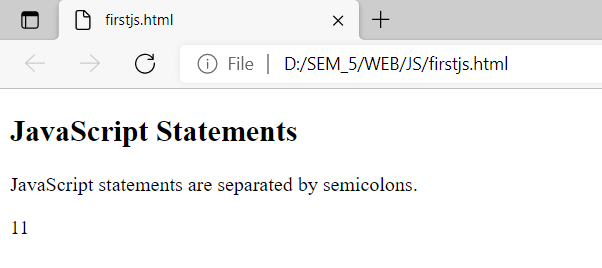 firstjs.html
File | D:/SEM_5/WEB/JS/firstjs.html
JavaScript Statements
JavaScript statements are separated by semicolons.
11